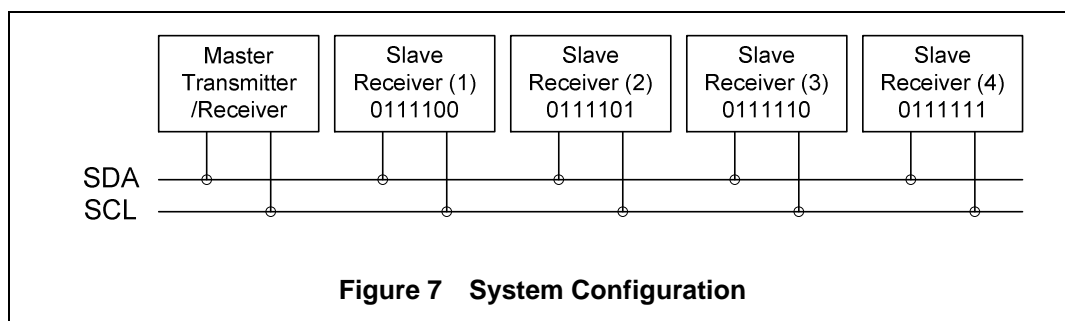 Master
Transmitter
/Receiver
Slave
Receiver (1)
0111100
Slave
Receiver (2)
0111101
Slave
Receiver (3)
0111110
Slave
Receiver (4)
0111111
SDA
SCL
Figure 7 System Configuration